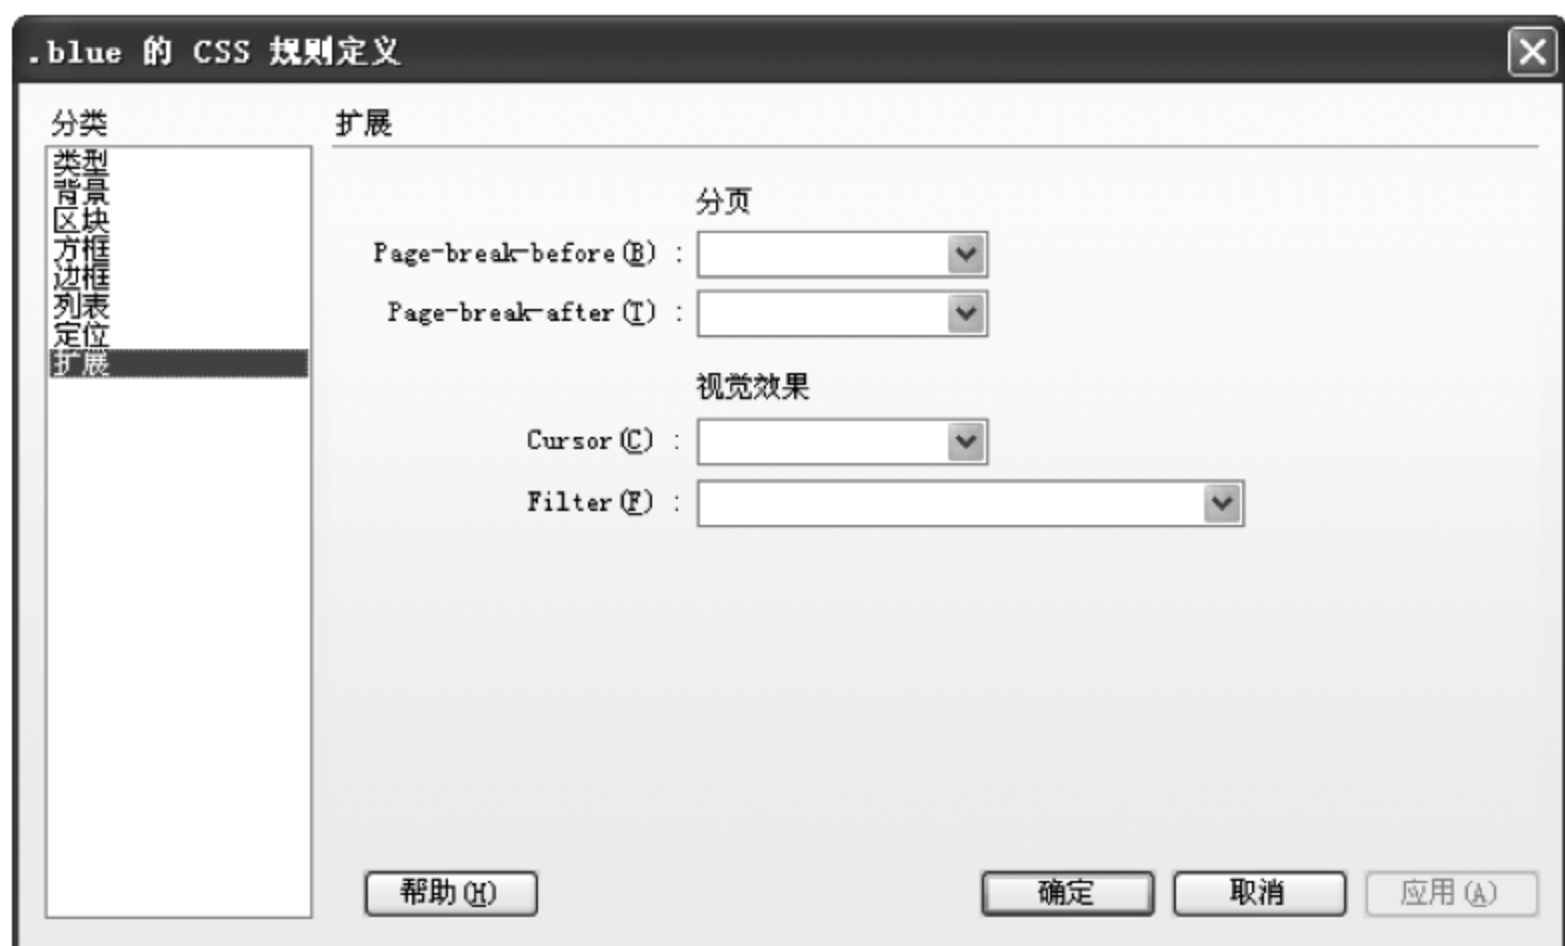 .blue 的 CSS 规则定义
分类
类型
背景
区块
方框
边框
列表
定位
扩展
扩展
分页
Page-break-before(B) :
Page-break-after(T) :
视觉效果
Cursor(C) :
Filter(F) :
帮助(H)
确定
取消
应用(A)